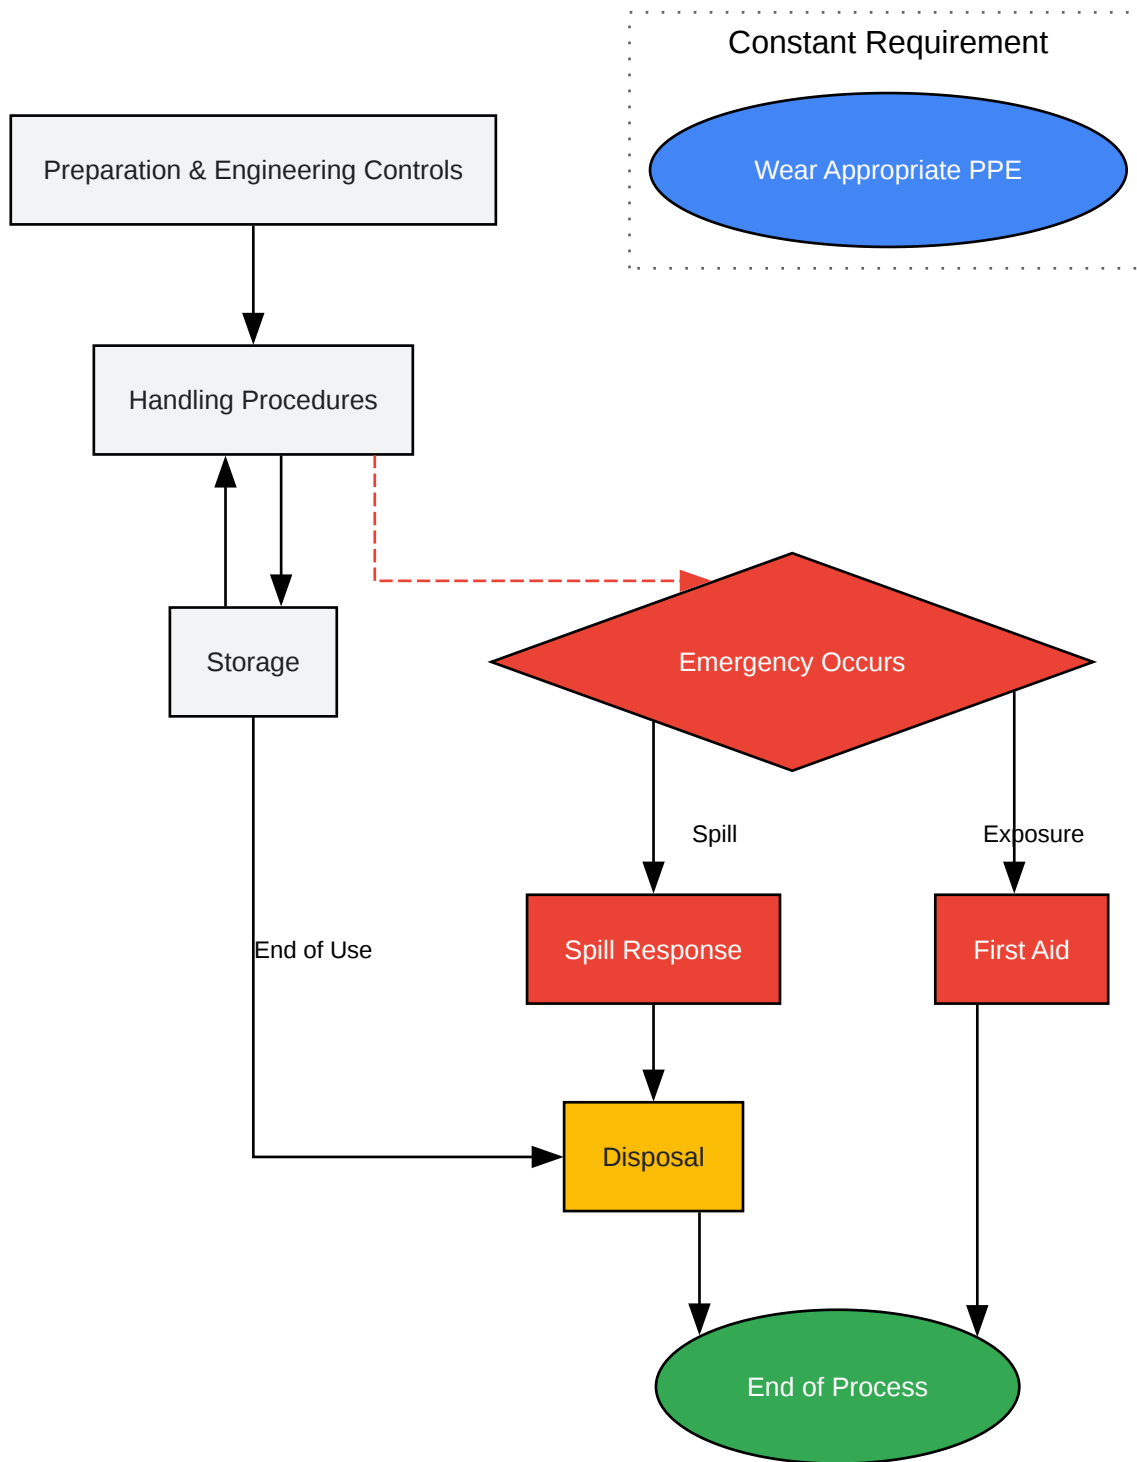 Constant Requirement
Wear Appropriate PPE
Preparation & Engineering Controls
Handling Procedures
Storage
Emergency Occurs
Spill
Exposure
End of Use
Spill Response
First Aid
Disposal
End of Process